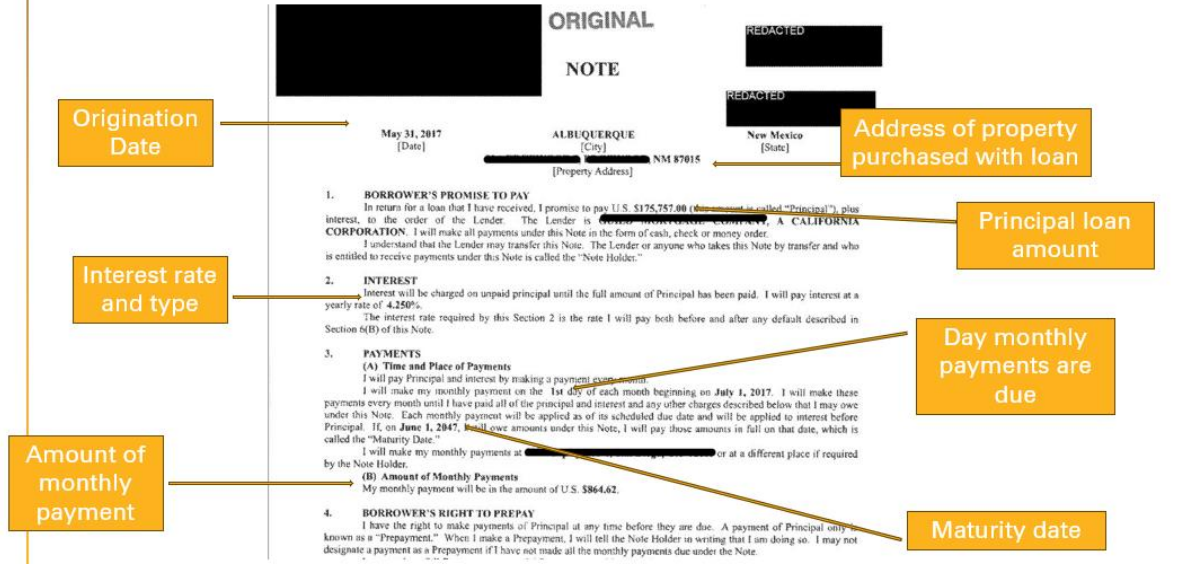 ORIGINAL
REDACTED
NOTE
REDACTED
Origination
Date
May 31, 2017
[Date]
ALBUQUERQUE
[City]
New Mexico
[State]
NM 87015
[Property Address]
Address of property
purchased with loan
1. BORROWER'S PROMISE TO PAY
In return for a loan that I have received, I promise to pay U.S. $175,757.00 (this amount is called "Principal"), plus
interest, to the order of the Lender. The Lender is MORTGAGE COMPANY, A CALIFORNIA
CORPORATION. I will make all payments under this Note in the form of cash, check or money order.
I understand that the Lender may transfer this Note. The Lender or anyone who takes this Note by transfer and who
is entitled to receive payments under this Note is called the "Note Holder."
Principal loan
amount
Interest rate
and type
2. INTEREST
Interest will be charged on unpaid principal until the full amount of Principal has been paid. I will pay interest at a
yearly rate of 4.250%.
The interest rate required by this Section 2 is the rate I will pay both before and after any default described in
Section 6(B) of this Note.
Day monthly
payments are
due
3. PAYMENTS
(A) Time and Place of Payments
I will pay Principal and interest by making a payment every month.
I will make my monthly payment on the 1st day of each month beginning on July 1, 2017. I will make these
payments every month until I have paid all of the principal and interest and any other charges described below that I may owe
under this Note. Each monthly payment will be applied as of its scheduled due date and will be applied to interest before
Principal. If, on June 1, 2047, I still owe amounts under this Note, I will pay those amounts in full on that date, which is
called the "Maturity Date."
I will make my monthly payments at or at a different place if required
by the Note Holder.
(B) Amount of Monthly Payments
My monthly payment will be in the amount of U.S. $864.62.
Amount of
monthly
payment
Maturity date
4. BORROWER'S RIGHT TO PREPAY
I have the right to make payments of Principal at any time before they are due. A payment of Principal only is
known as a "Prepayment." When I make a Prepayment, I will tell the Note Holder in writing that I am doing so. I may not
designate a payment as a Prepayment if I have not made all the monthly payments due under the Note.